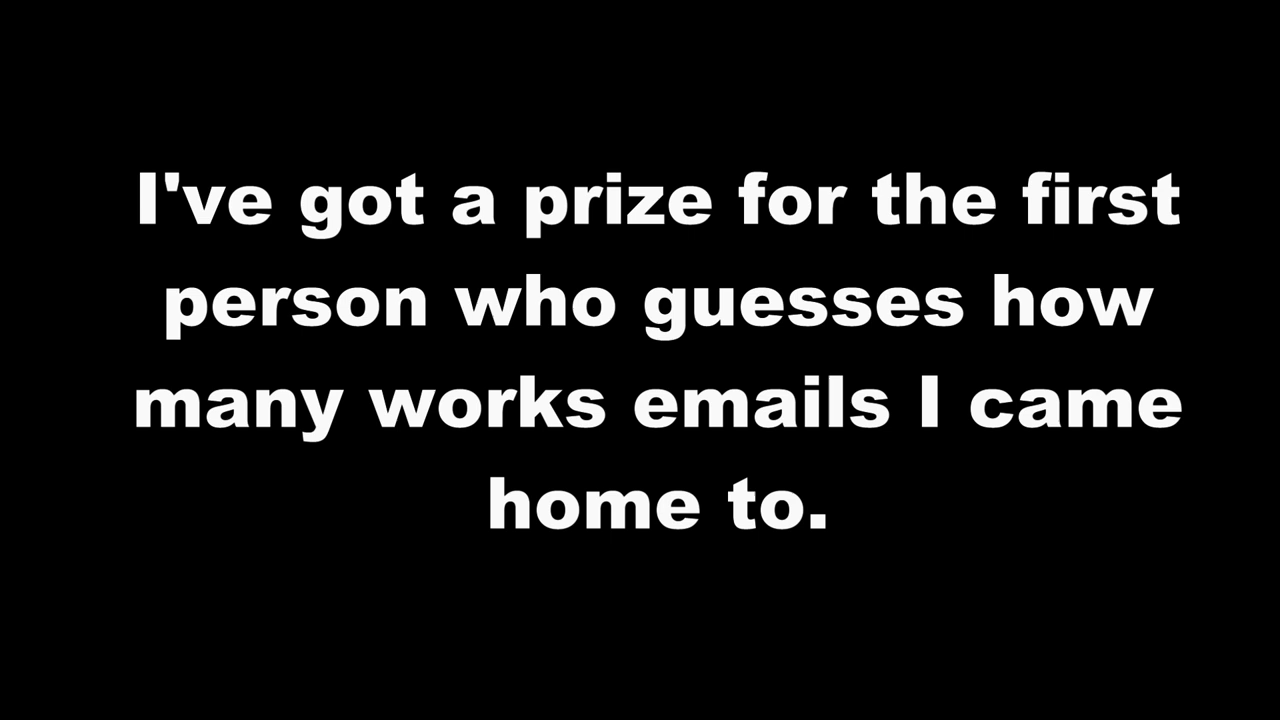 I've got a prize for the first
person who guesses how
many works emails I came
home to.